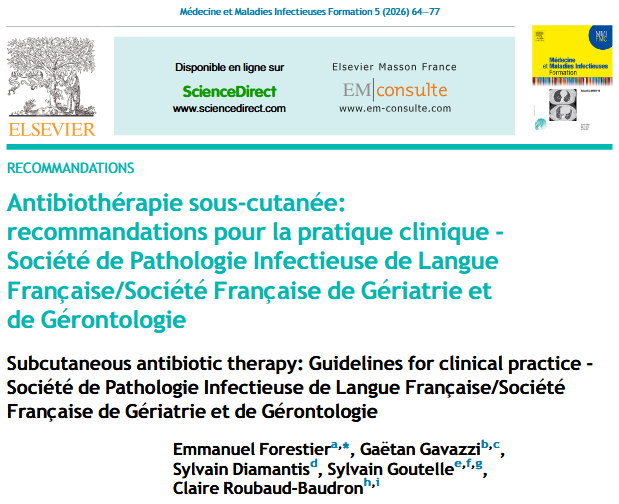 Médecine et Maladies Infectieuses Formation 5 (2026) 64—77
ELSEVIER
Disponible en ligne sur
ScienceDirect
www.sciencedirect.com
Elsevier Masson France
EM|consulte
www.em-consulte.com
MMI
FMC
Médecine
et Maladies Infectieuses
Formation
RECOMMANDATIONS
Antibiothérapie sous-cutanée:
recommandations pour la pratique clinique -
Société de Pathologie Infectieuse de Langue
Française/Société Française de Gériatrie et
de Gérontologie
Subcutaneous antibiotic therapy: Guidelines for clinical practice -
Société de Pathologie Infectieuse de Langue Française/Société
Française de Gériatrie et de Gérontologie
Emmanuel Forestier a,*, Gaëtan Gavazzi b,c,
Sylvain Diamantis d, Sylvain Goutelle e,f,g,
Claire Roubaud-Baudron h,i